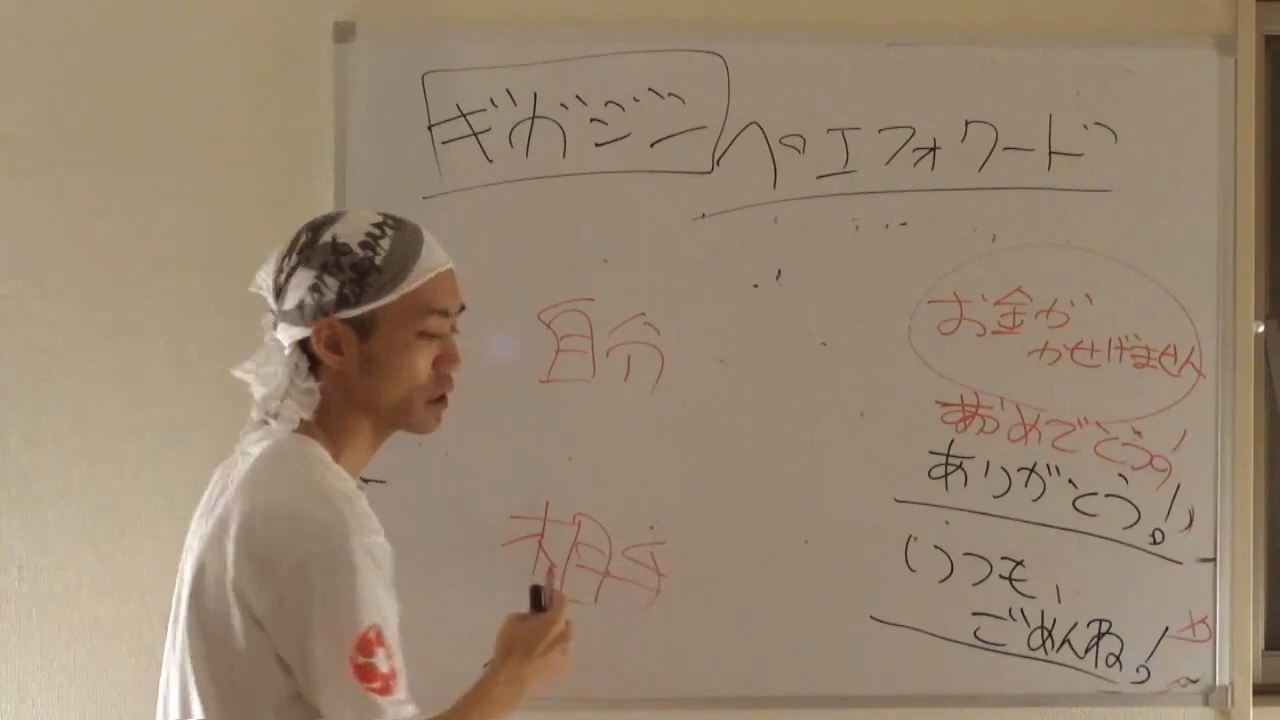 ギガジン ペエフォワード
自分
相手
お金が
かせげません
おめでとう!
ありがとう!
いつも、
ごめんね!